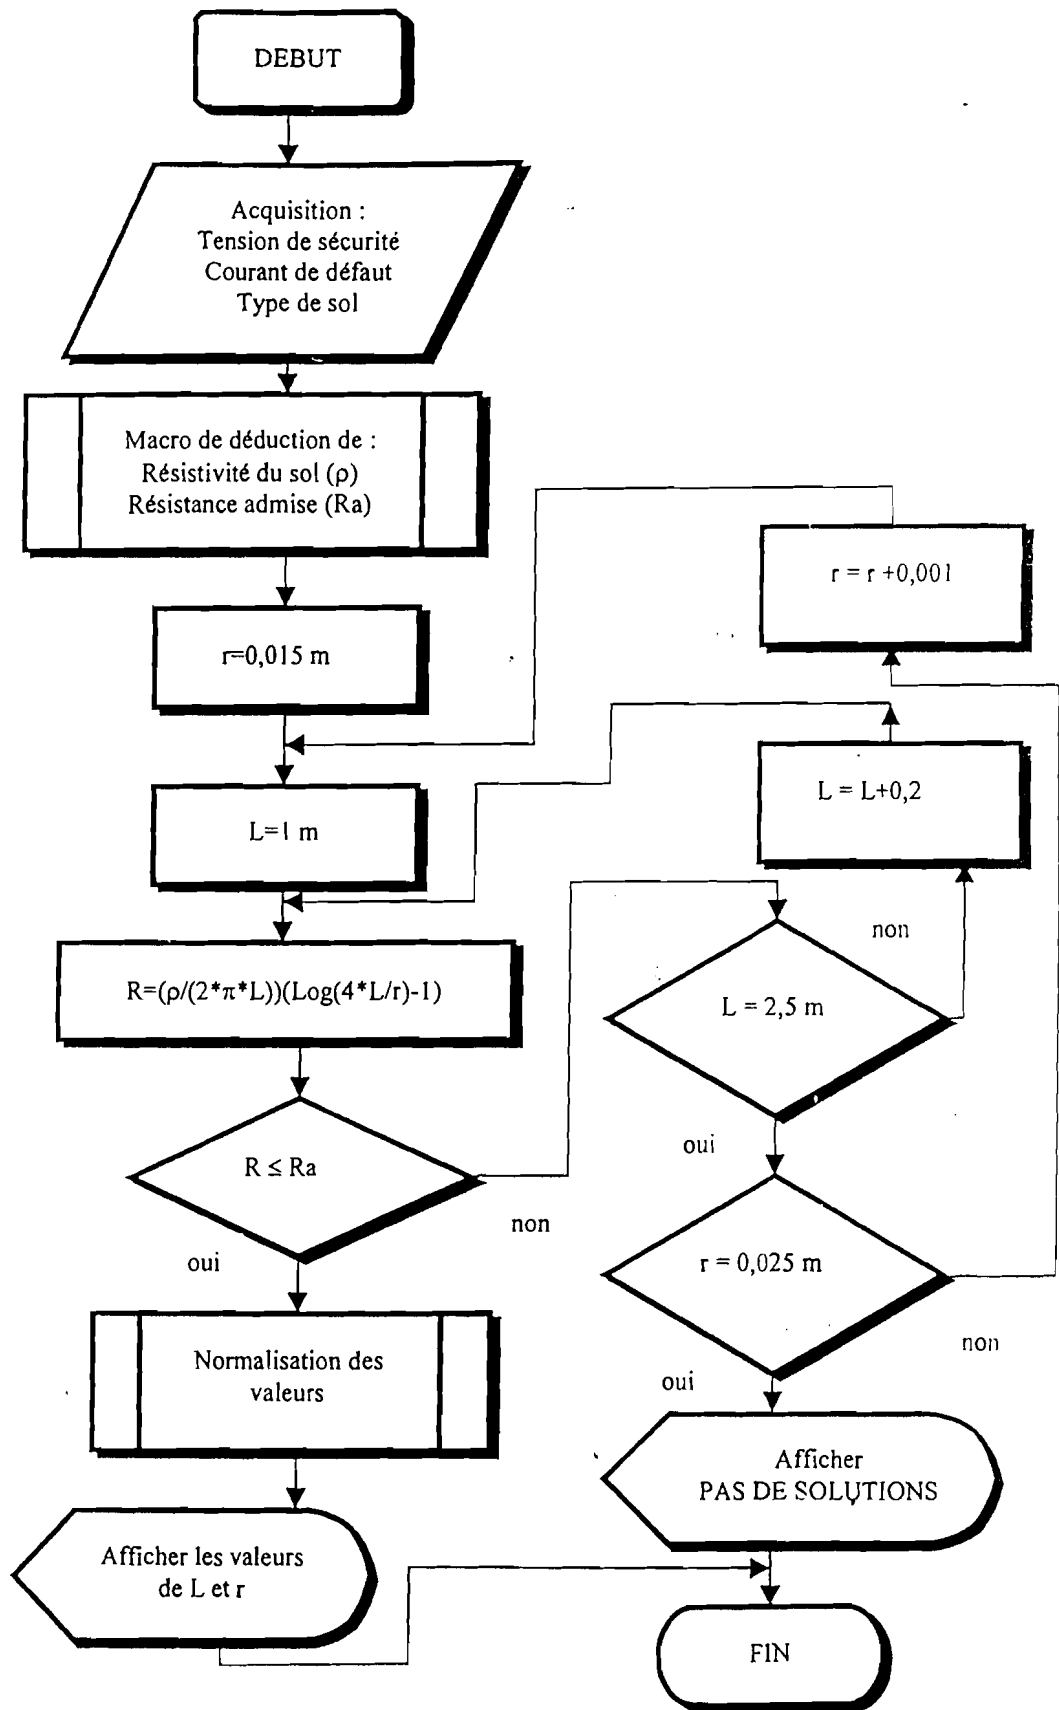 DEBUT
Acquisition :
Tension de sécurité
Courant de défaut
Type de sol
Macro de déduction de :
Résistivité du sol (ρ)
Résistance admise (Ra)
r=0,015 m
L=1 m
R=(ρ/(2*π*L))(Log(4*L/r)-1)
R ≤ Ra
non
oui
Normalisation des
valeurs
Afficher les valeurs
de L et r
r = r +0,001
L = L+0,2
non
L = 2,5 m
oui
r = 0,025 m
non
oui
Afficher
PAS DE SOLUTIONS
FIN